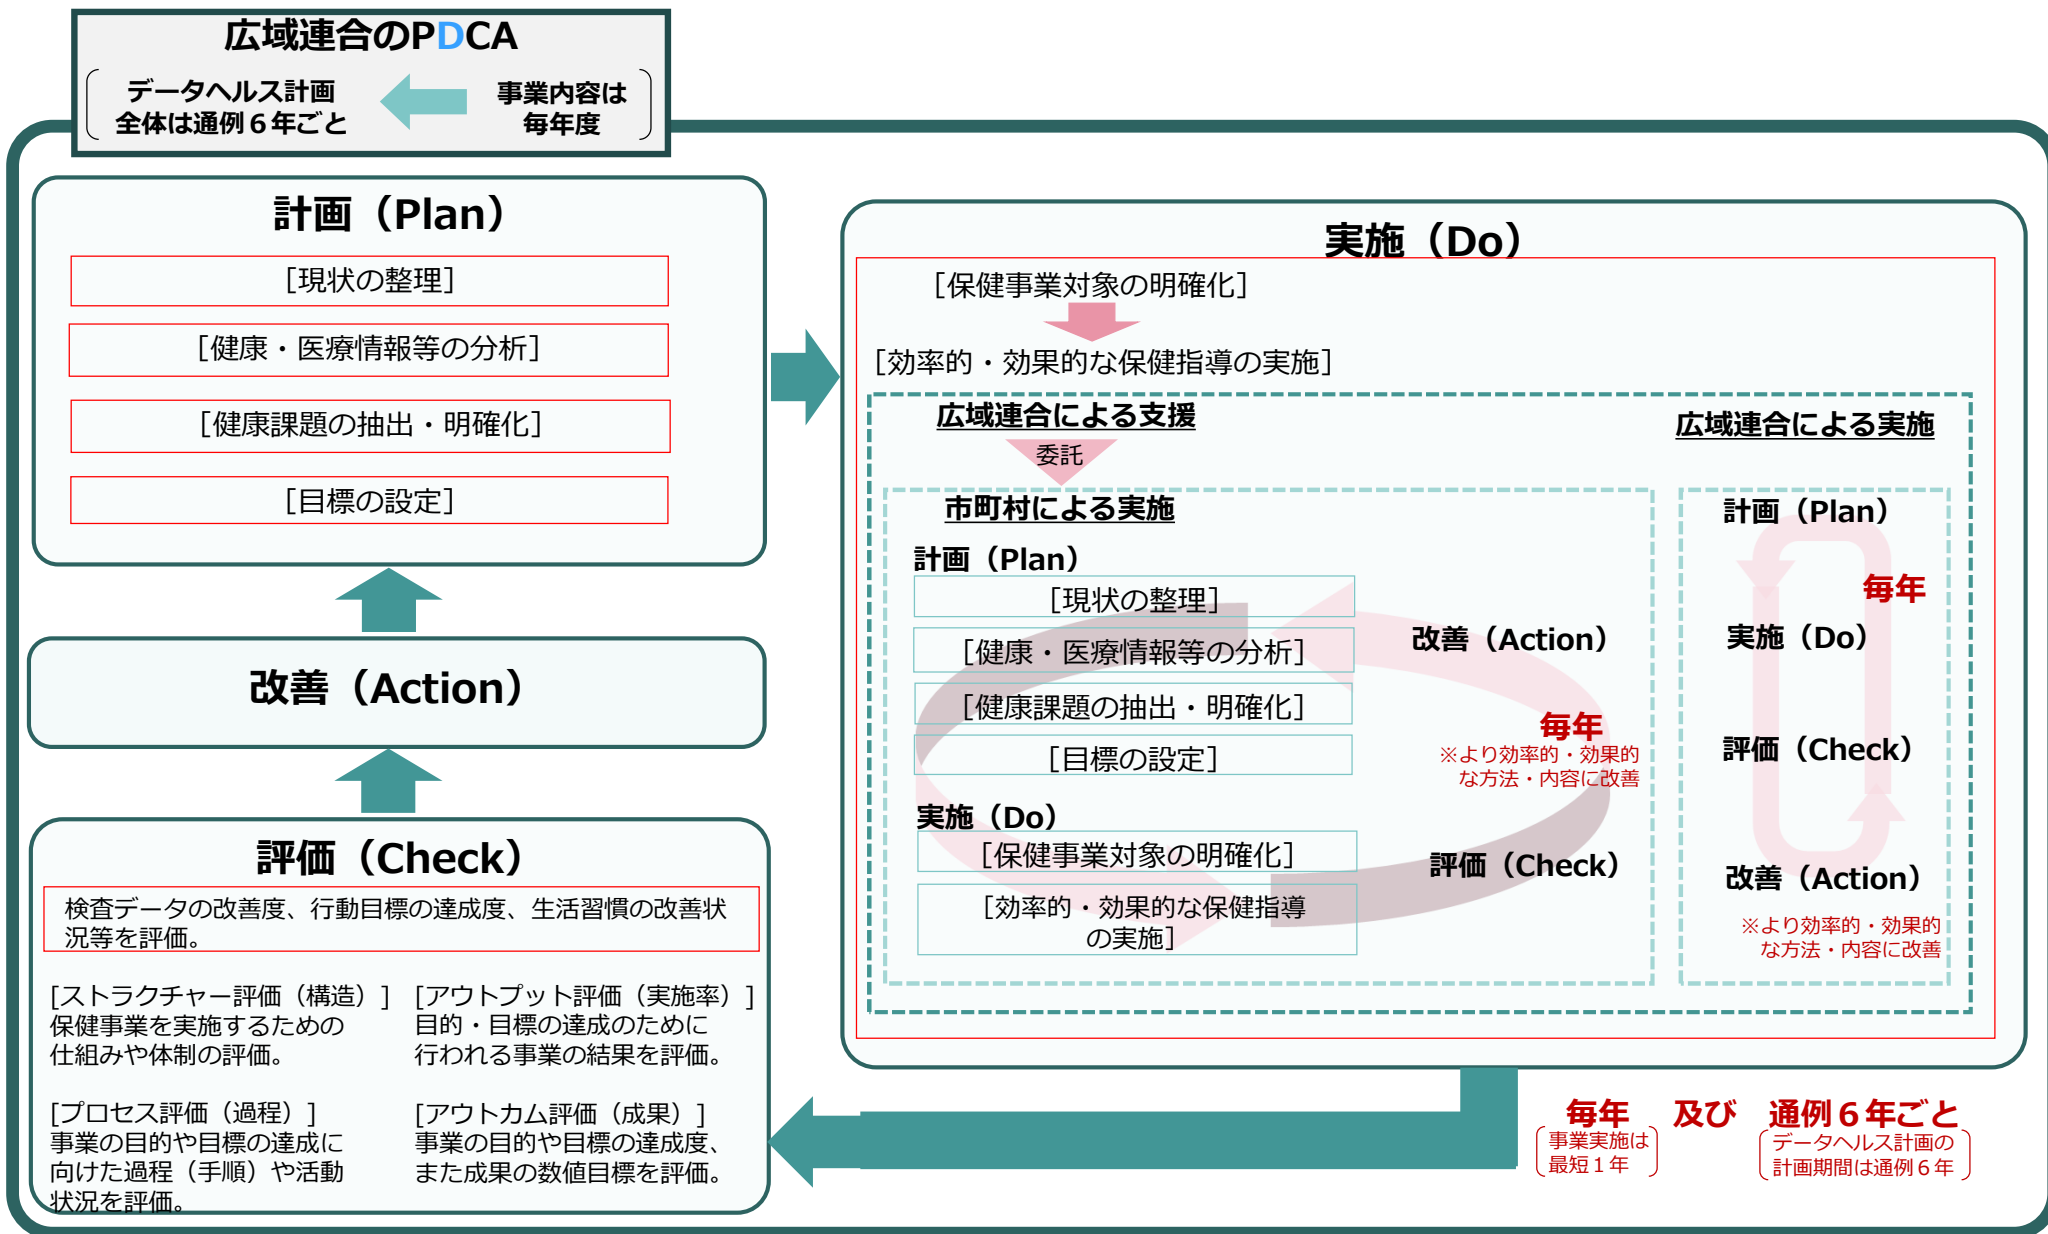 広域連合のPDCA
データヘルス計画
全体は通例６年ごと
事業内容は
毎年度
計画（Plan）
［現状の整理］
［健康・医療情報等の分析］
［健康課題の抽出・明確化］
［目標の設定］
改善（Action）
評価（Check）
検査データの改善度、行動目標の達成度、生活習慣の改善状
況等を評価。
[ストラクチャー評価（構造）]
保健事業を実施するための
仕組みや体制の評価。
[アウトプット評価（実施率）]
目的・目標の達成のために
行われる事業の結果を評価。
[プロセス評価（過程）]
事業の目的や目標の達成に
向けた過程（手順）や活動
状況を評価。
[アウトカム評価（成果）]
事業の目的や目標の達成度、
また成果の数値目標を評価。
実施（Do）
［保健事業対象の明確化］
［効率的・効果的な保健指導の実施］
広域連合による支援
委託
市町村による実施
計画（Plan）
［現状の整理］
［健康・医療情報等の分析］
［健康課題の抽出・明確化］
［目標の設定］
実施（Do）
［保健事業対象の明確化］
［効率的・効果的な保健指導
の実施］
改善（Action）
毎年
※より効率的・効果的
な方法・内容に改善
評価（Check）
広域連合による実施
計画（Plan）
毎年
実施（Do）
評価（Check）
改善（Action）
※より効率的・効果的
な方法・内容に改善
毎年 及び 通例６年ごと
事業実施は
最短１年
データヘルス計画の
計画期間は通例６年